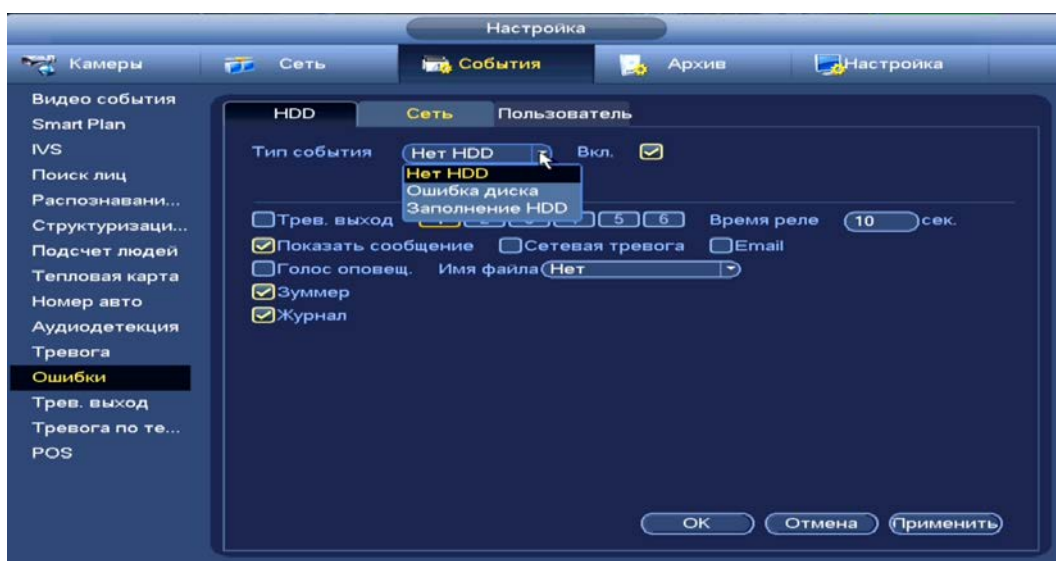 Настройка
Камеры Сеть События Архив Настройка
Видео события
Smart Plan
IVS
Поиск лиц
Распознавани...
Структуризаци...
Подсчет людей
Тепловая карта
Номер авто
Аудиодетекция
Тревога
Ошибки
Трев. выход
Тревога по те...
POS
HDD Сеть Пользователь
Тип события Нет HDD Вкл.
Нет HDD
Ошибка диска
Заполнение HDD
Трев. выход 5 6 Время реле 10 сек.
Показать сообщение Сетевая тревога Email
Голос оповещ. Имя файла Нет
Зуммер
Журнал
OK Отмена Применить